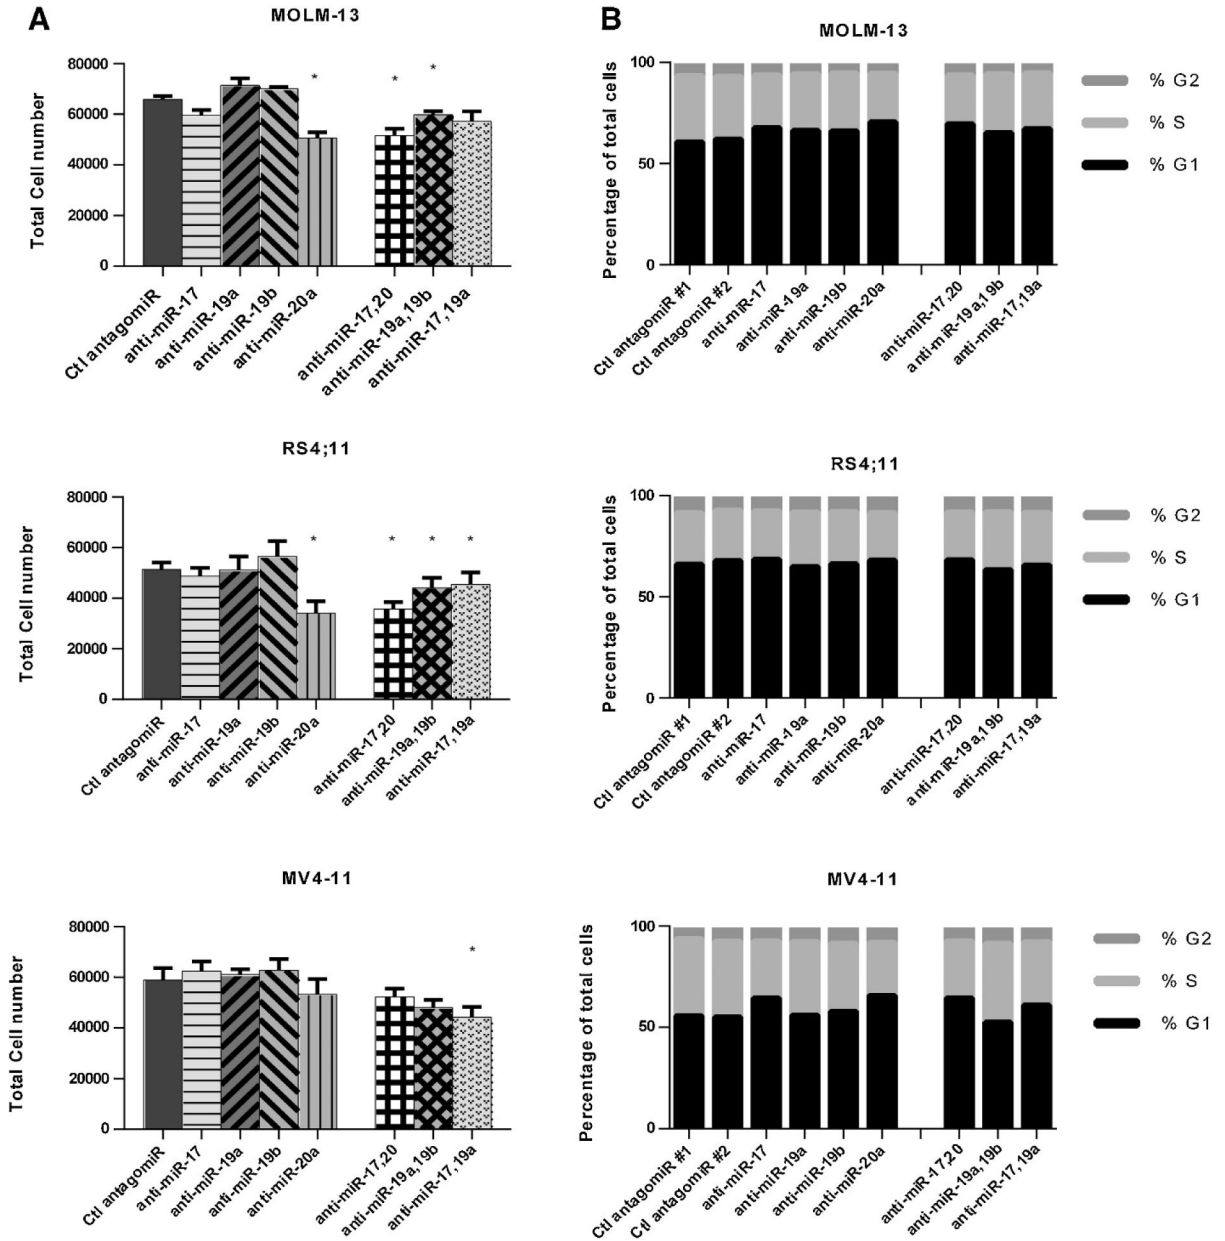 A
MOLM-13
Total Cell number
80000
60000
40000
20000
0
*
*
*
Ctl antagomiR
anti-miR-17
anti-miR-19a
anti-miR-19b
anti-miR-20a
anti-miR-17,20
anti-miR-19a,19b
anti-miR-17,19a
B
MOLM-13
Percentage of total cells
100
50
0
% G2
% S
% G1
Ctl antagomiR #1
Ctl antagomiR #2
anti-miR-17
anti-miR-19a
anti-miR-19b
anti-miR-20a
anti-miR-17,20
anti-miR-19a,19b
anti-miR-17,19a
RS4;11
Total Cell number
80000
60000
40000
20000
0
*
*
*
*
Ctl antagomiR
anti-miR-17
anti-miR-19a
anti-miR-19b
anti-miR-20a
anti-miR-17,20
anti-miR-19a,19b
anti-miR-17,19a
RS4;11
Percentage of total cells
100
50
0
% G2
% S
% G1
Ctl antagomiR #1
Ctl antagomiR #2
anti-miR-17
anti-miR-19a
anti-miR-19b
anti-miR-20a
anti-miR-17,20
anti-miR-19a,19b
anti-miR-17,19a
MV4-11
Total Cell number
80000
60000
40000
20000
0
*
Ctl antagomiR
anti-miR-17
anti-miR-19a
anti-miR-19b
anti-miR-20a
anti-miR-17,20
anti-miR-19a,19b
anti-miR-17,19a
MV4-11
Percentage of total cells
100
50
0
% G2
% S
% G1
Ctl antagomiR #1
Ctl antagomiR #2
anti-miR-17
anti-miR-19a
anti-miR-19b
anti-miR-20a
anti-miR-17,20
anti-miR-19a,19b
anti-miR-17,19a